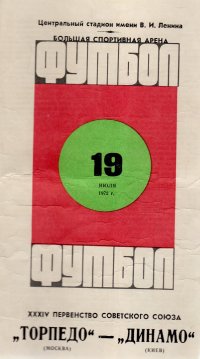 Центральный стадион имени В. И. Ленина
БОЛЬШАЯ СПОРТИВНАЯ АРЕНА
ФУТБОЛ
19
ИЮЛЯ
1972 г.
ФУТБОЛ
XXXIV ПЕРВЕНСТВО СОВЕТСКОГО СОЮЗА
„ТОРПЕДО“ — „ДИНАМО“
(МОСКВА) (КИЕВ)